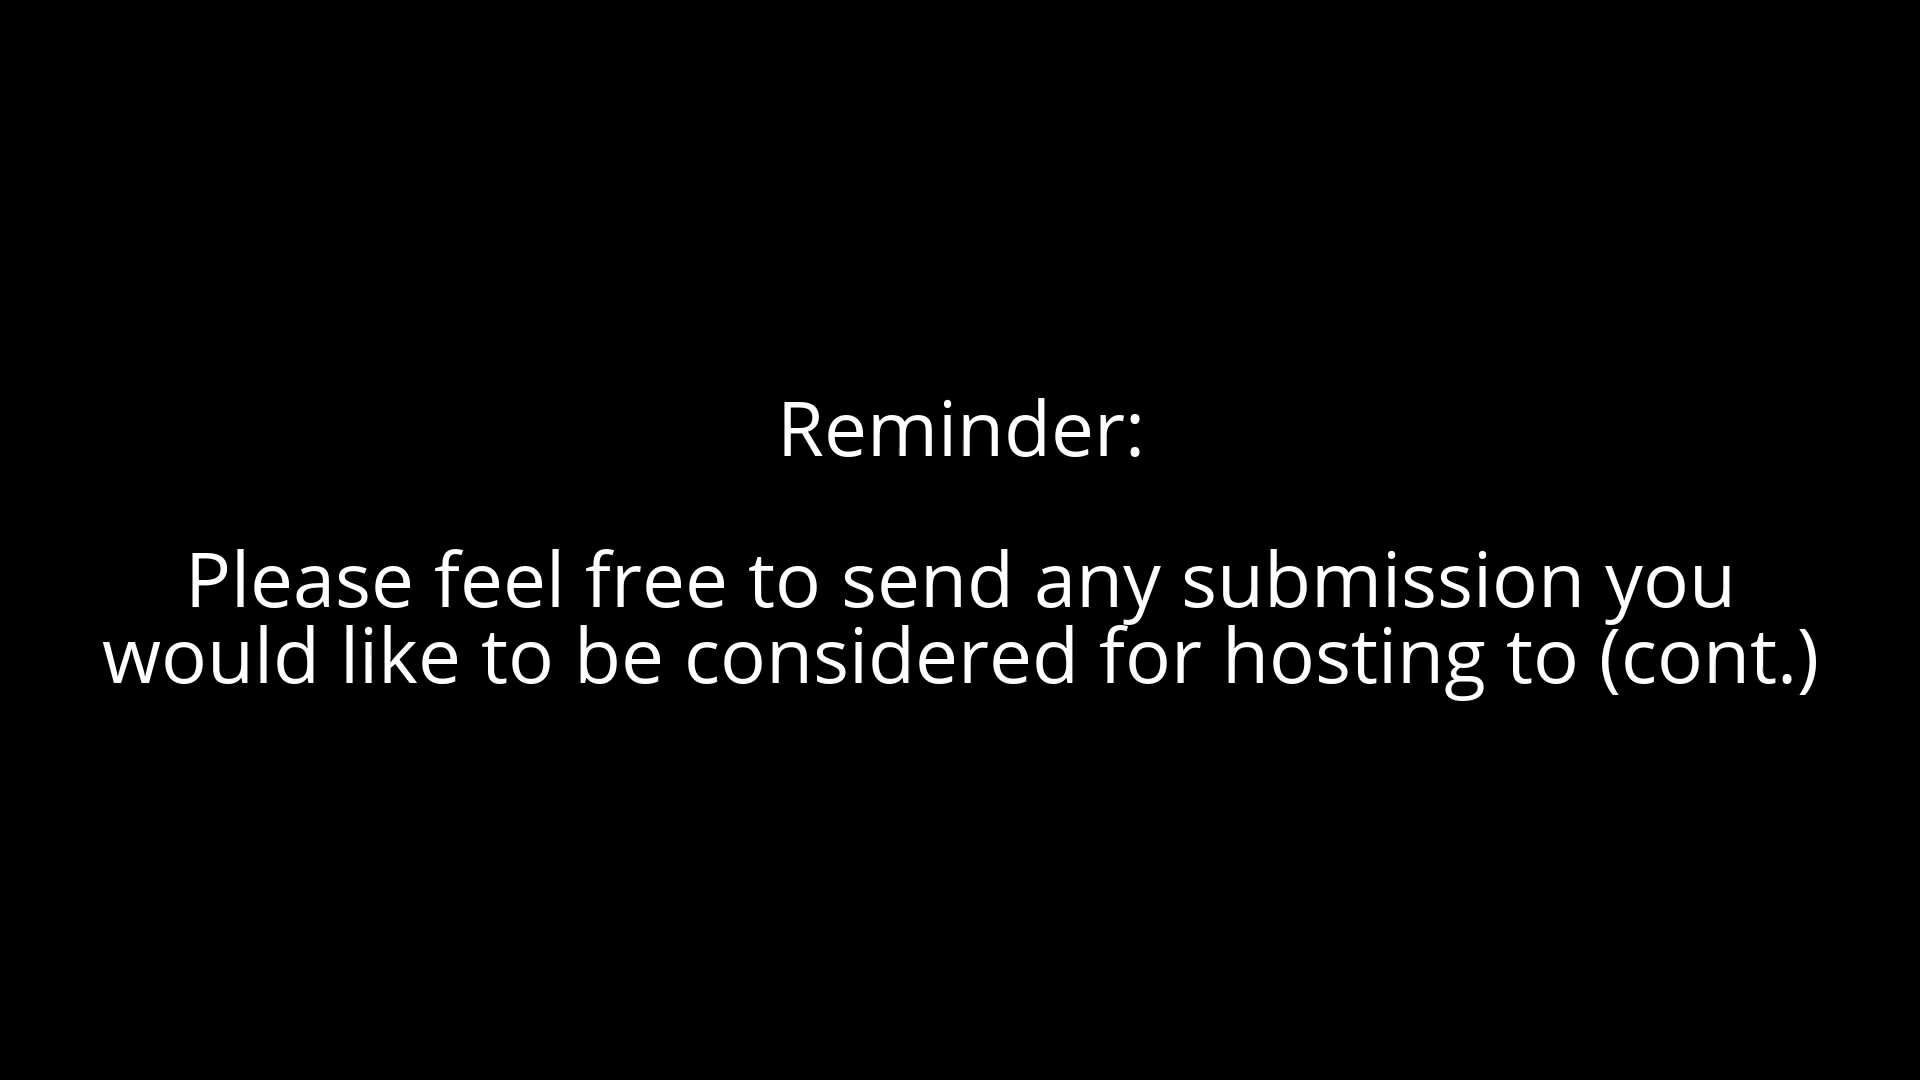 Reminder:
Please feel free to send any submission you
would like to be considered for hosting to (cont.)